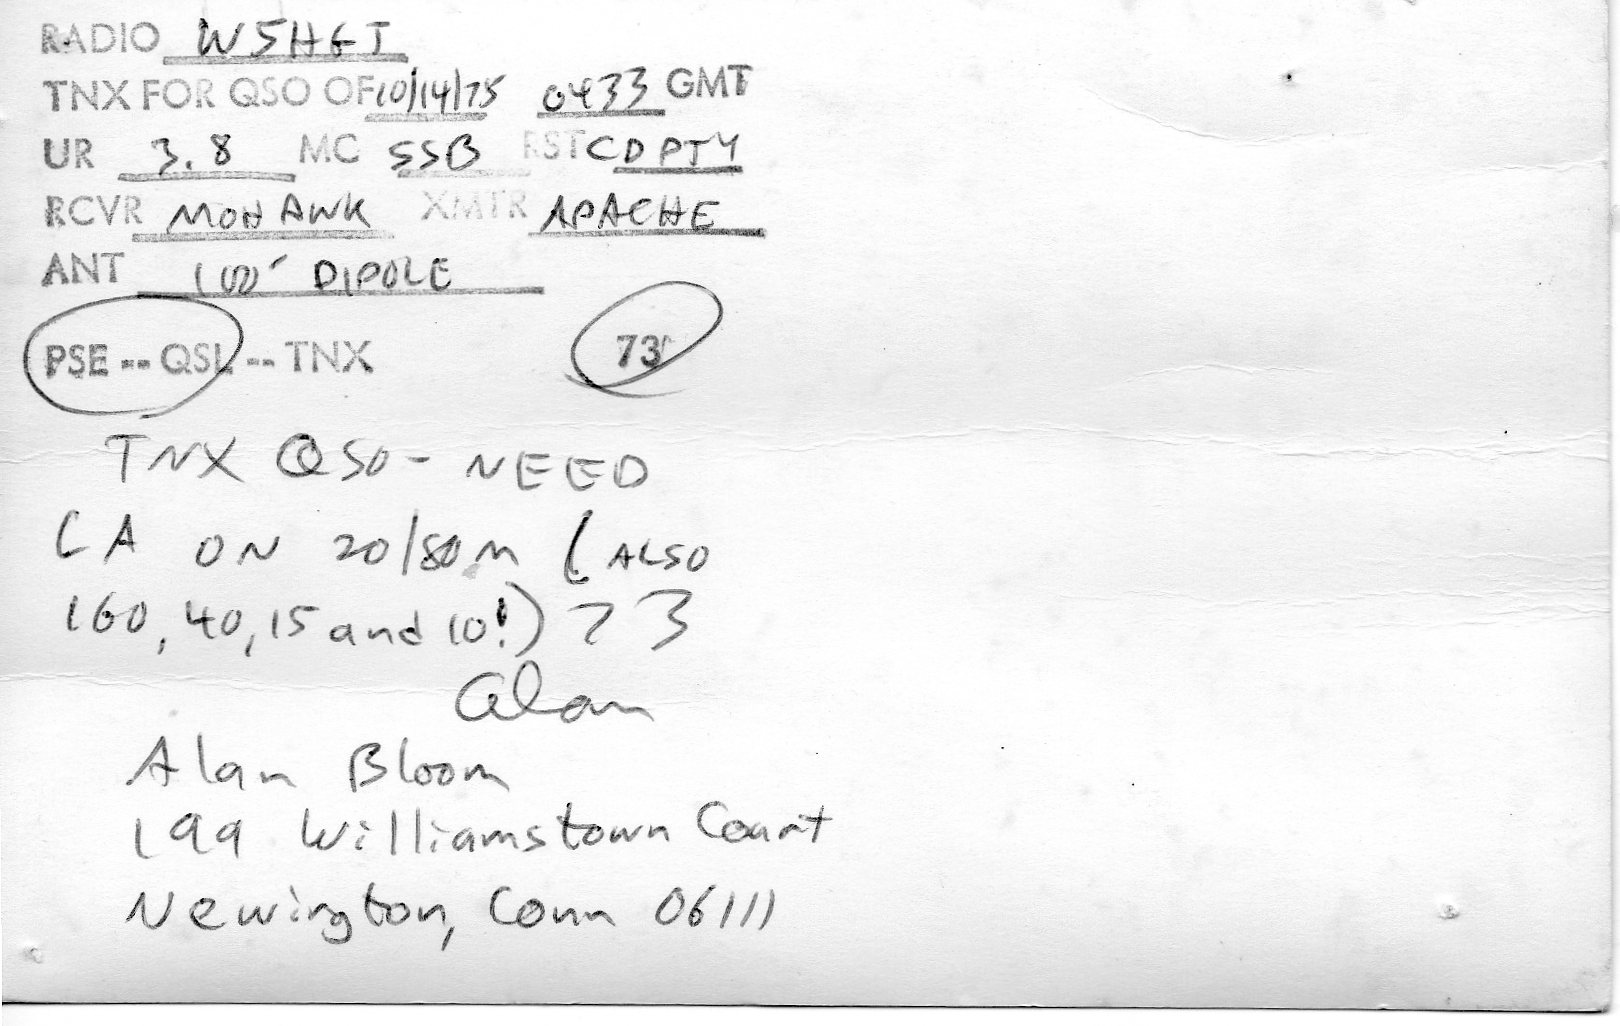 RADIO W5HGJ
TNX FOR QSO OF 10/14/75 0433 GMT
UR 3.8 MC SSB RST CD PTY
RCVR MOHAWK XMTR APACHE
ANT 100' DIPOLE
PSE -- QSL -- TNX 73
TNX QSO - NEED
CA ON 20/80M (ALSO
160, 40, 15 and 10!) 73
Alan
Alan Bloom
199 Williamstown Court
Newington, Conn 06111